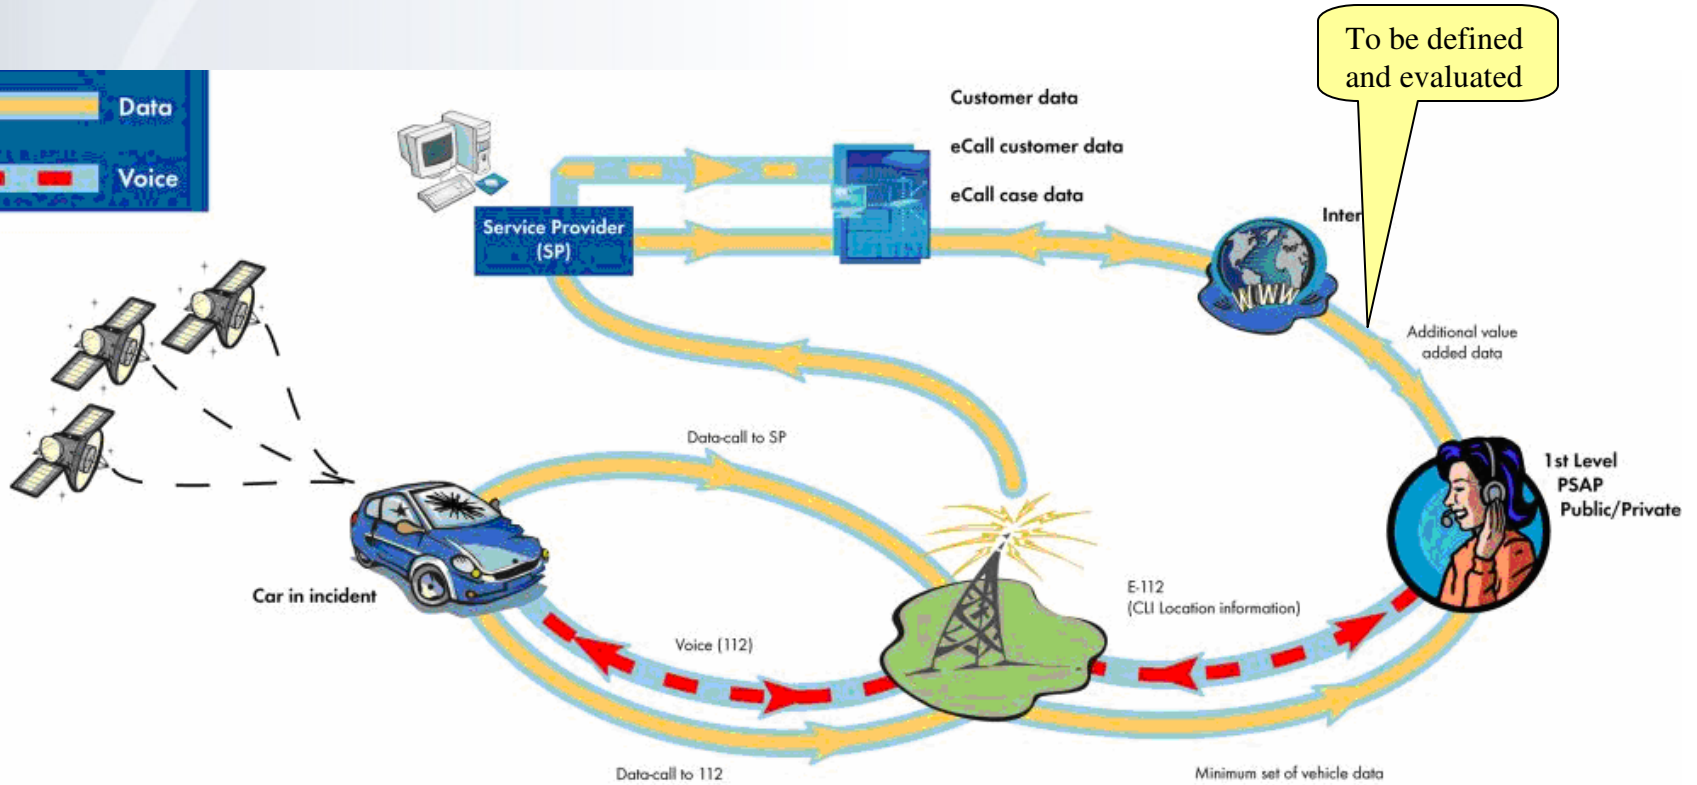 To be defined
and evaluated
Data
Voice
Customer data
eCall customer data
eCall case data
Service Provider
(SP)
Inter
WWW
Additional value
added data
Data-call to SP
1st Level
PSAP
Public/Private
Car in incident
E-112
(CLI Location information)
Voice (112)
Data-call to 112
Minimum set of vehicle data